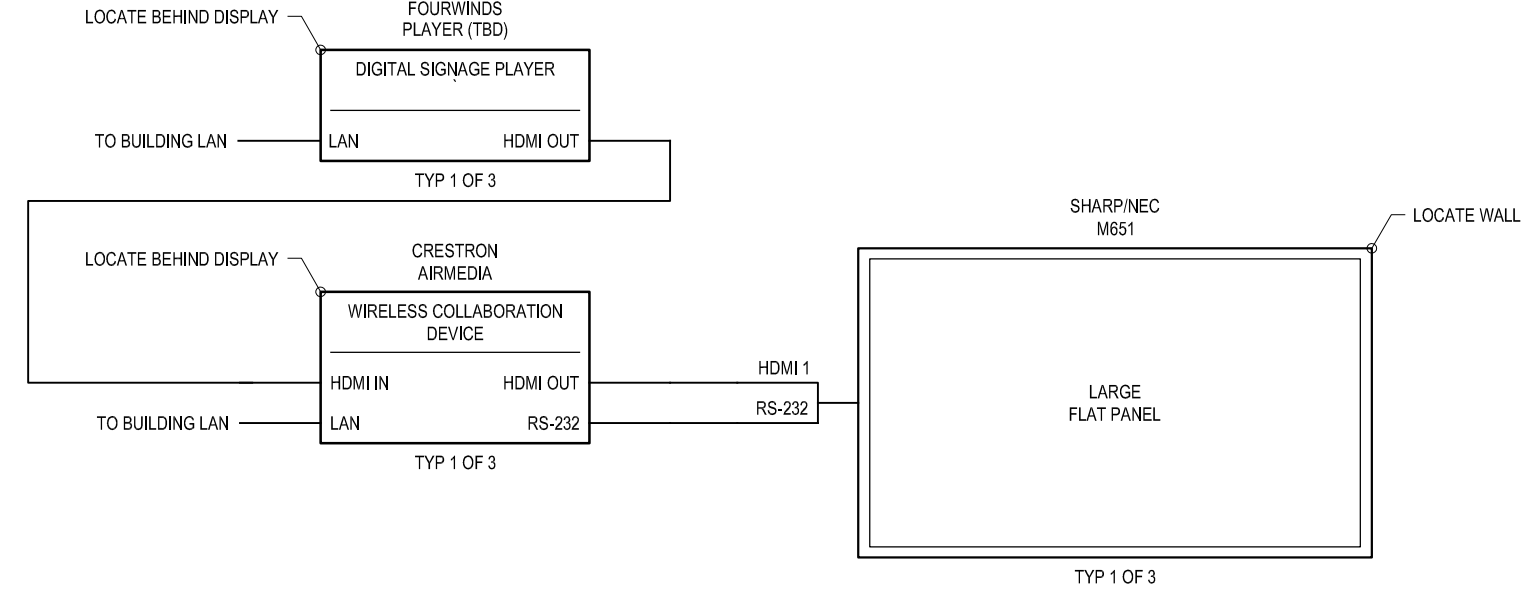 LOCATE BEHIND DISPLAY
FOURWINDS
PLAYER (TBD)
DIGITAL SIGNAGE PLAYER
TO BUILDING LAN
LAN
HDMI OUT
TYP 1 OF 3
LOCATE BEHIND DISPLAY
CRESTRON
AIRMEDIA
WIRELESS COLLABORATION
DEVICE
HDMI IN
HDMI OUT
TO BUILDING LAN
LAN
RS-232
TYP 1 OF 3
HDMI 1
RS-232
SHARP/NEC
M651
LOCATE WALL
LARGE
FLAT PANEL
TYP 1 OF 3